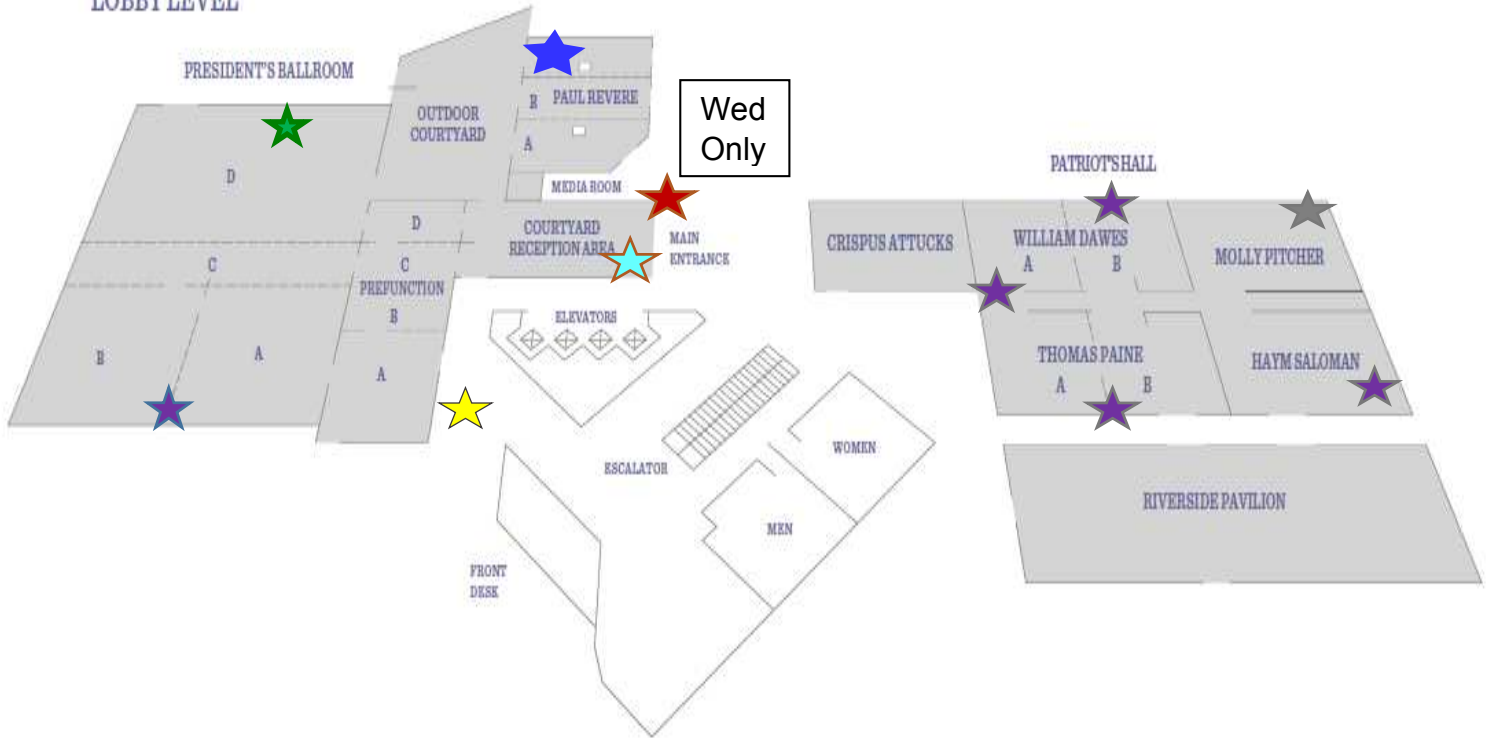 LOBBY LEVEL
PRESIDENT'S BALLROOM
OUTDOOR
COURTYARD
B
PAUL REVERE
A
Wed
Only
MEDIA ROOM
D
D
C
C
PREFUNCTION
B
A
B
A
COURTYARD
RECEPTION AREA
MAIN
ENTRANCE
ELEVATORS
ESCALATOR
WOMEN
MEN
FRONT
DESK
PATRIOT'S HALL
CRISPUS ATTUCKS
WILLIAM DAWES
A
B
MOLLY PITCHER
THOMAS PAINE
A
B
HAYM SALOMAN
RIVERSIDE PAVILION